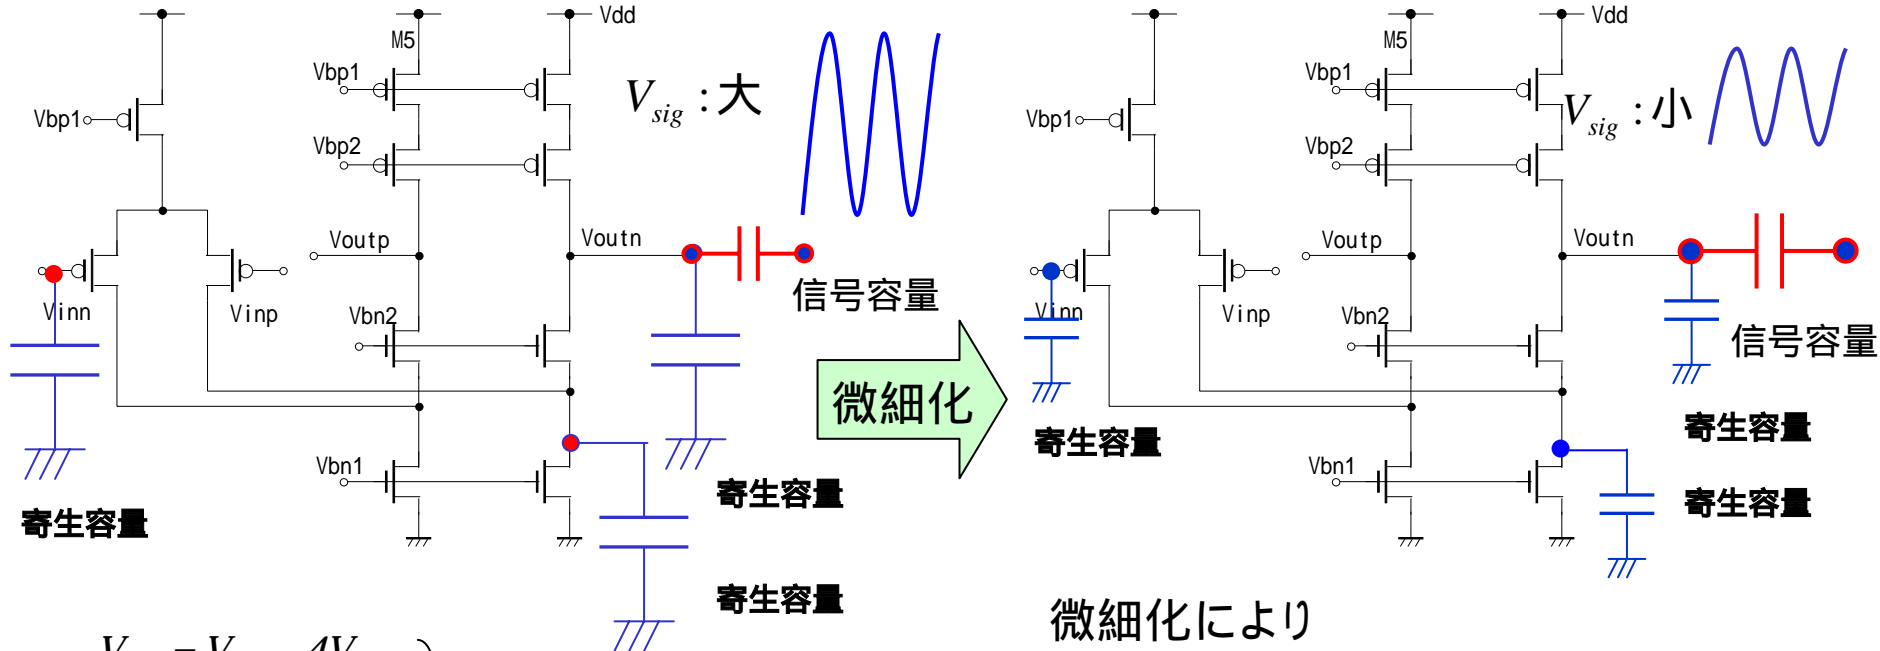 Vdd
M5
Vbp1
Vbp1
Vbp2
Vsig :大
Voutp
Voutn
信号容量
Vinn
Vinp
Vbn2
Vbn1
寄生容量
寄生容量
寄生容量
微細化
Vdd
M5
Vbp1
Vbp1
Vbp2
Vsig :小
Voutp
Voutn
信号容量
Vinn
Vinp
Vbn2
Vbn1
寄生容量
寄生容量
寄生容量
微細化により